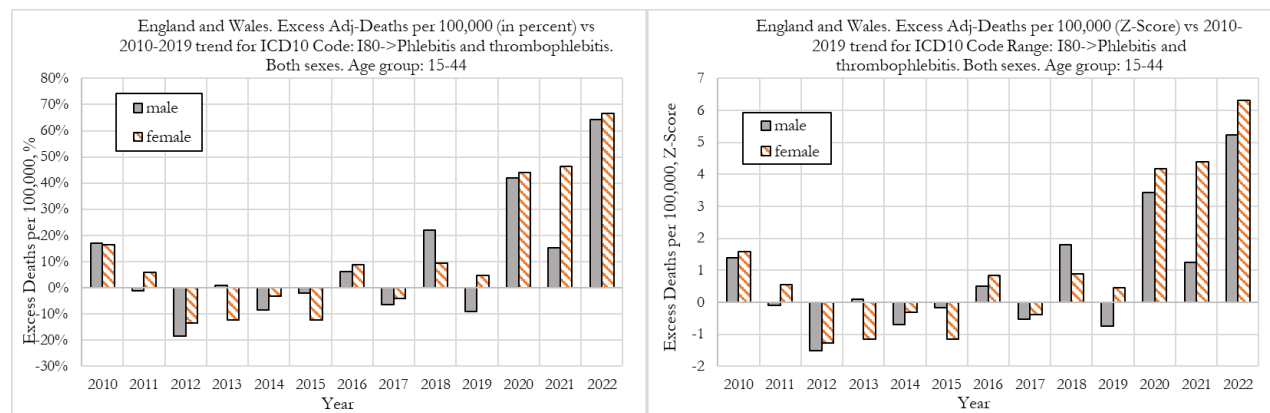 England and Wales. Excess Adj-Deaths per 100,000 (in percent) vs
2010-2019 trend for ICD10 Code: I80->Phlebitis and thrombophlebitis.
Both sexes. Age group: 15-44
80%
70%
60%
50%
40%
30%
20%
10%
0%
-10%
-20%
-30%
Excess Deaths per 100,000, %
male
female
2010 2011 2012 2013 2014 2015 2016 2017 2018 2019 2020 2021 2022
Year
England and Wales. Excess Adj-Deaths per 100,000 (Z-Score) vs 2010-
2019 trend for ICD10 Code Range: I80->Phlebitis and
thrombophlebitis. Both sexes. Age group: 15-44
7
6
5
4
3
2
1
0
-1
-2
Excess Deaths per 100,000, Z-Score
male
female
2010 2011 2012 2013 2014 2015 2016 2017 2018 2019 2020 2021 2022
Year